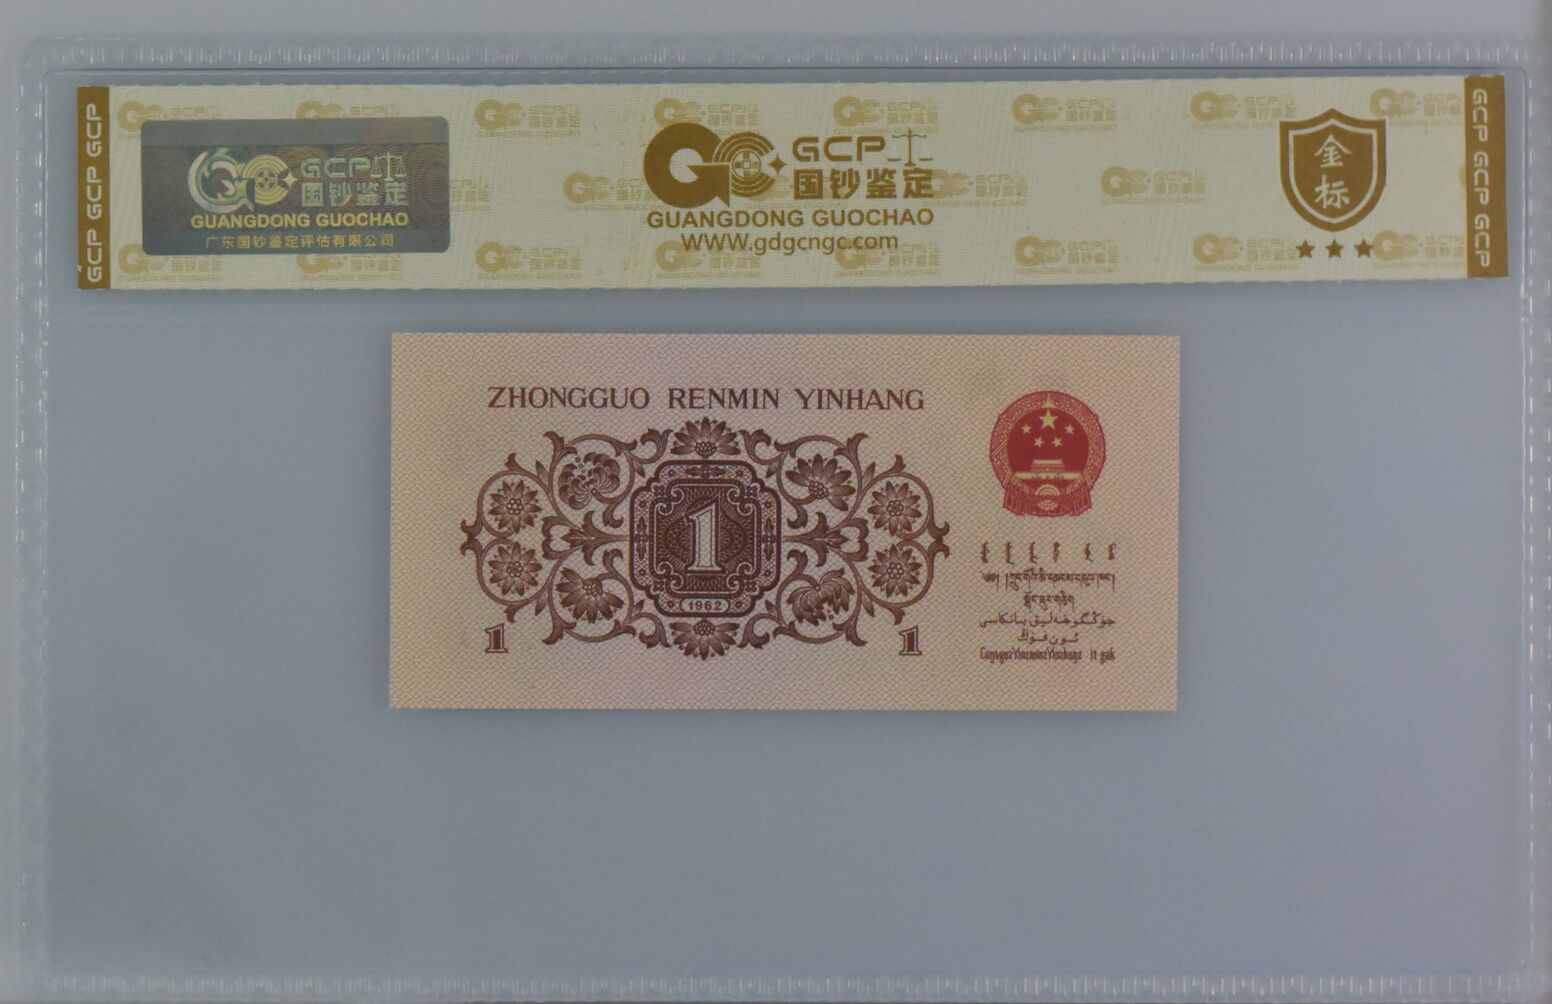 GCP GCP GCP
GCP
国钞鉴定
GUANGDONG GUOCHAO
广东国钞鉴定评估有限公司
GCP
国钞鉴定
GUANGDONG GUOCHAO
WWW.gdgcngc.com
金
标
GCP GCP GCP
ZHONGGUO RENMIN YINHANG
1
1962
1
1